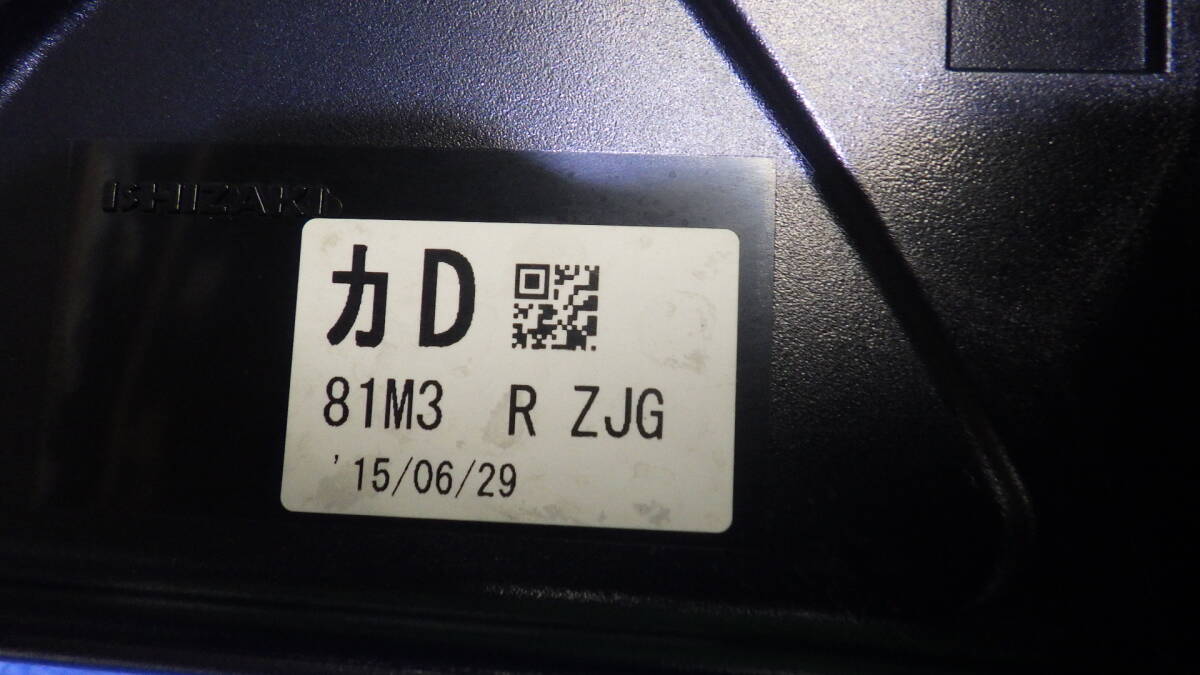 ISHIZAKI
カD
81M3 R ZJG
'15/06/29